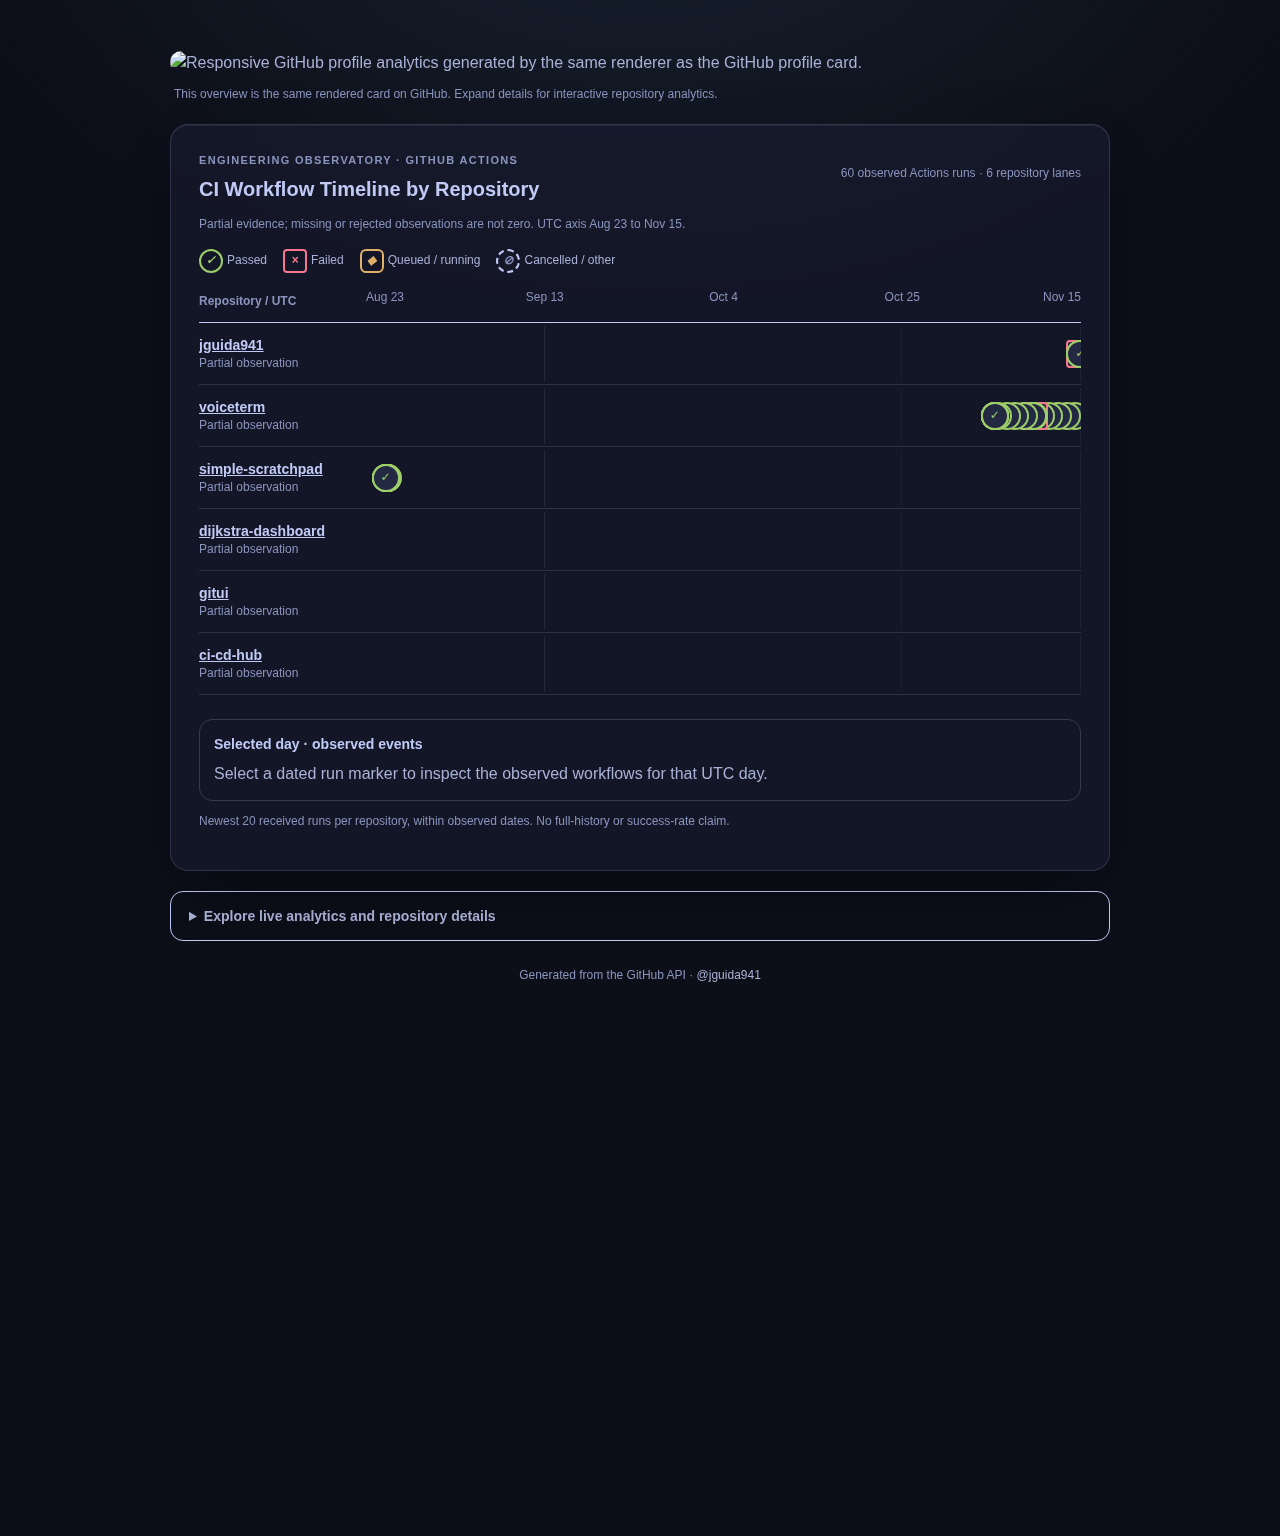 Responsive GitHub profile analytics generated by the same renderer as the GitHub profile card.
This overview is the same rendered card on GitHub. Expand details for interactive repository analytics.
ENGINEERING OBSERVATORY · GITHUB ACTIONS
CI Workflow Timeline by Repository
60 observed Actions runs · 6 repository lanes
Partial evidence; missing or rejected observations are not zero. UTC axis Aug 23 to Nov 15.
✓ Passed × Failed ◆ Queued / running ⊘ Cancelled / other
Repository / UTC Aug 23 Sep 13 Oct 4 Oct 25 Nov 15
jguida941
Partial observation
voiceterm
Partial observation
simple-scratchpad
Partial observation
dijkstra-dashboard
Partial observation
gitui
Partial observation
ci-cd-hub
Partial observation
Selected day · observed events
Select a dated run marker to inspect the observed workflows for that UTC day.
Newest 20 received runs per repository, within observed dates. No full-history or success-rate claim.
Explore live analytics and repository details
Generated from the GitHub API · @jguida941